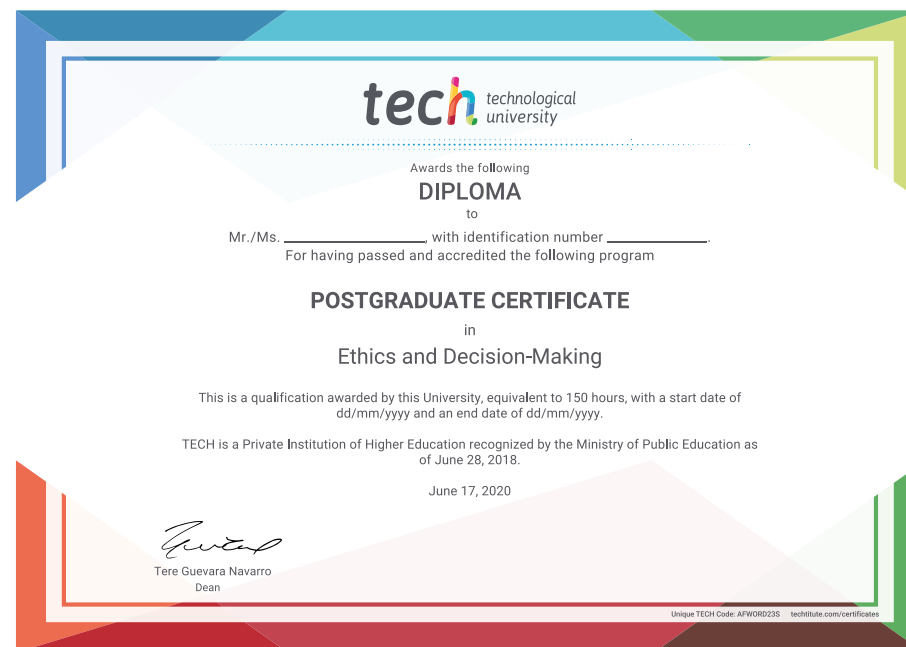 tech technological
university
Awards the following
DIPLOMA
to
Mr./Ms. ____________, with identification number ____________.
For having passed and accredited the following program
POSTGRADUATE CERTIFICATE
in
Ethics and Decision-Making
This is a qualification awarded by this University, equivalent to 150 hours, with a start date of
dd/mm/yyyy and an end date of dd/mm/yyyy.
TECH is a Private Institution of Higher Education recognized by the Ministry of Public Education as
of June 28, 2018.
June 17, 2020
Tere Guevara Navarro
Dean
Unique TECH Code: AFWORD23S techtitute.com/certificates